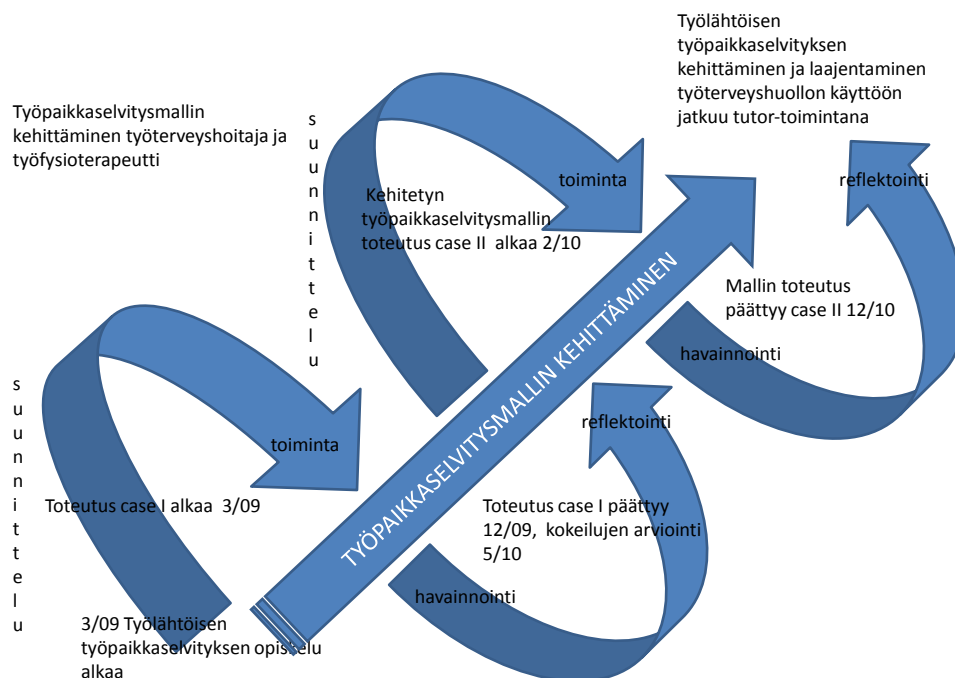 Työlähtöisen
työpaikkaselvityksen
kehittäminen ja laajentaminen
työterveyshuollon käyttöön
jatkuu tutor-toimintana
Työpaikkaselvitysmallin
kehittäminen työterveyshoitaja ja
työfysioterapeutti
suunnittelu
toiminta
reflektointi
Kehitetyn
työpaikkaselvitysmallin
toteutus case II alkaa 2/10
Mallin toteutus
päättyy case II 12/10
havainnointi
TYÖPAIKKASELVITYSMALLIN KEHITTÄMINEN
suunnittelu
toiminta
reflektointi
Toteutus case I alkaa 3/09
Toteutus case I päättyy
12/09, kokeilujen arviointi
5/10
havainnointi
3/09 Työlähtöisen
työpaikkaselvityksen opiskelu
alkaa